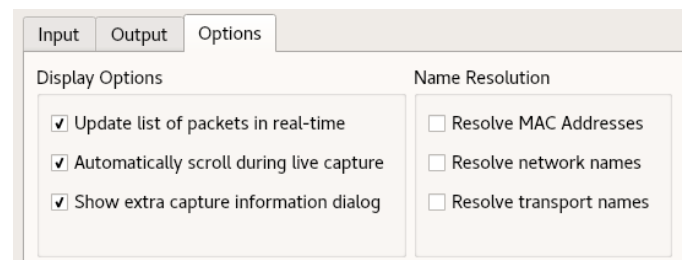 Input Output Options
Display Options
Update list of packets in real-time
Automatically scroll during live capture
Show extra capture information dialog
Name Resolution
Resolve MAC Addresses
Resolve network names
Resolve transport names